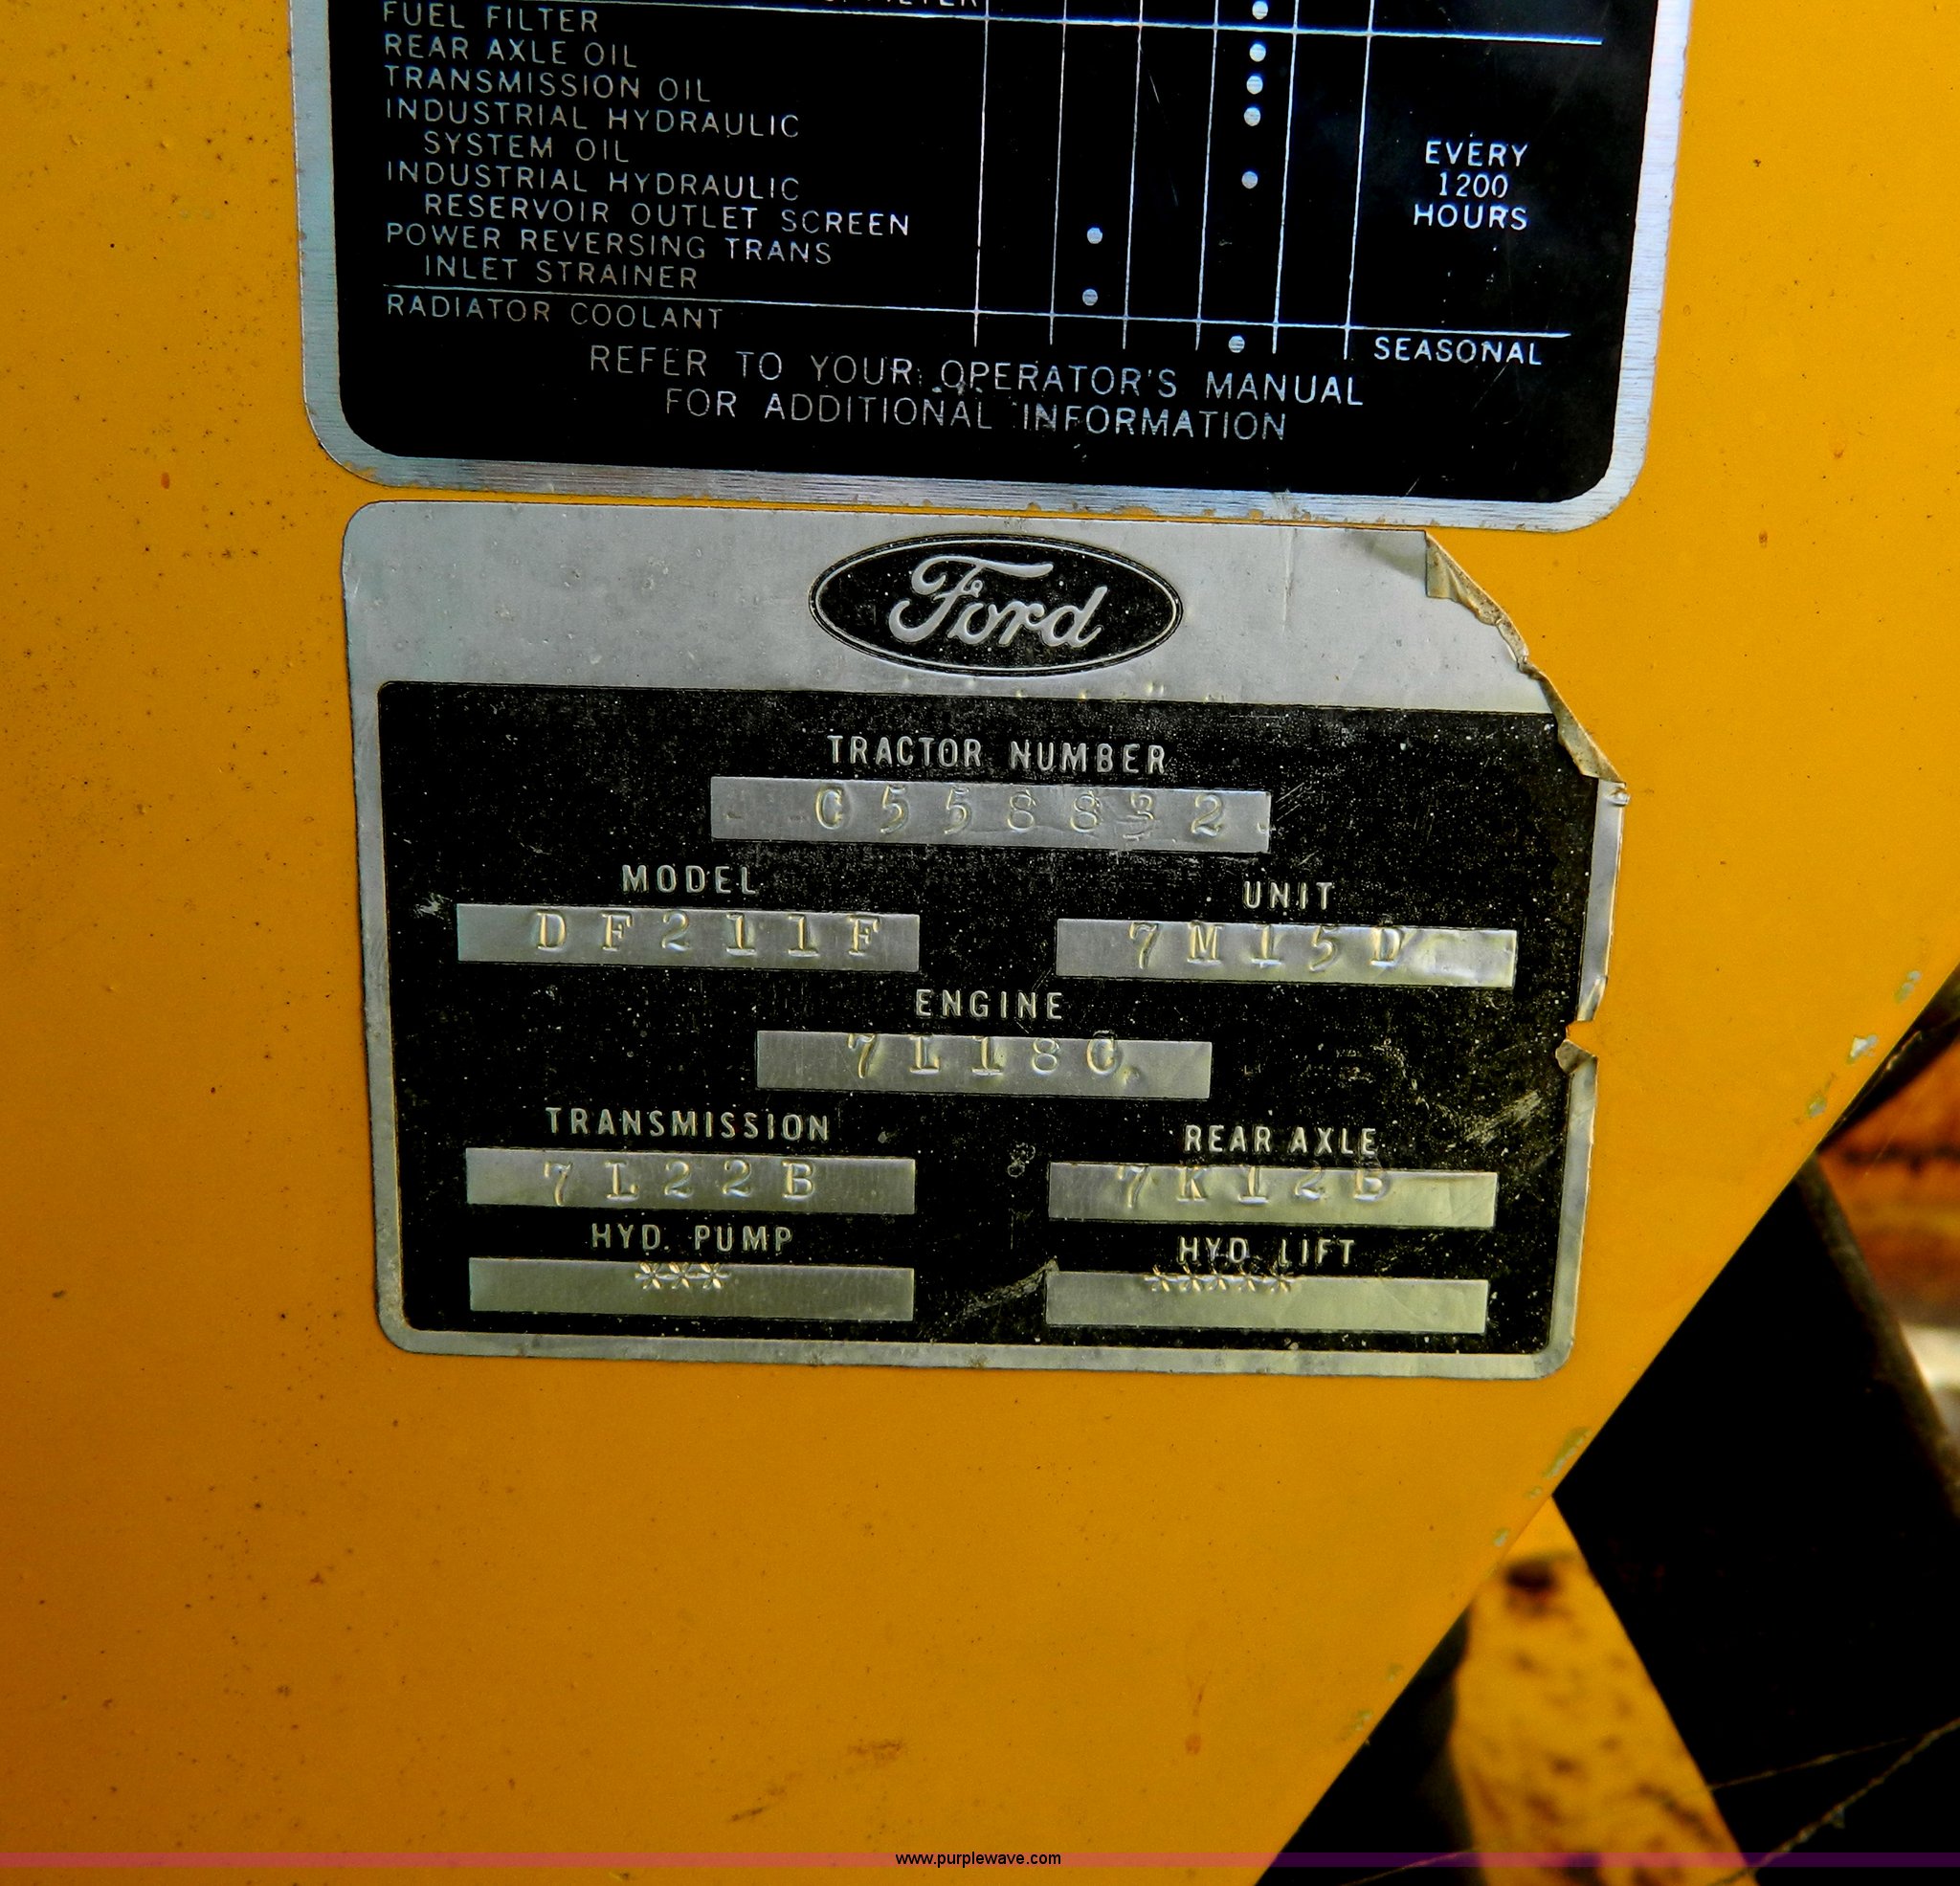 FILTER
FUEL FILTER
REAR AXLE OIL
TRANSMISSION OIL
INDUSTRIAL HYDRAULIC
SYSTEM OIL
INDUSTRIAL HYDRAULIC
RESERVOIR OUTLET SCREEN
POWER REVERSING TRANS
INLET STRAINER
EVERY
1200
HOURS
RADIATOR COOLANT
SEASONAL
REFER TO YOUR OPERATOR'S MANUAL
FOR ADDITIONAL INFORMATION
Ford
TRACTOR NUMBER
MODEL UNIT
DF211F 7M15D
ENGINE
7L18C
TRANSMISSION REAR AXLE
7L22B 7K12B
HYD. PUMP HYD. LIFT
*** *****
www.purplewave.com